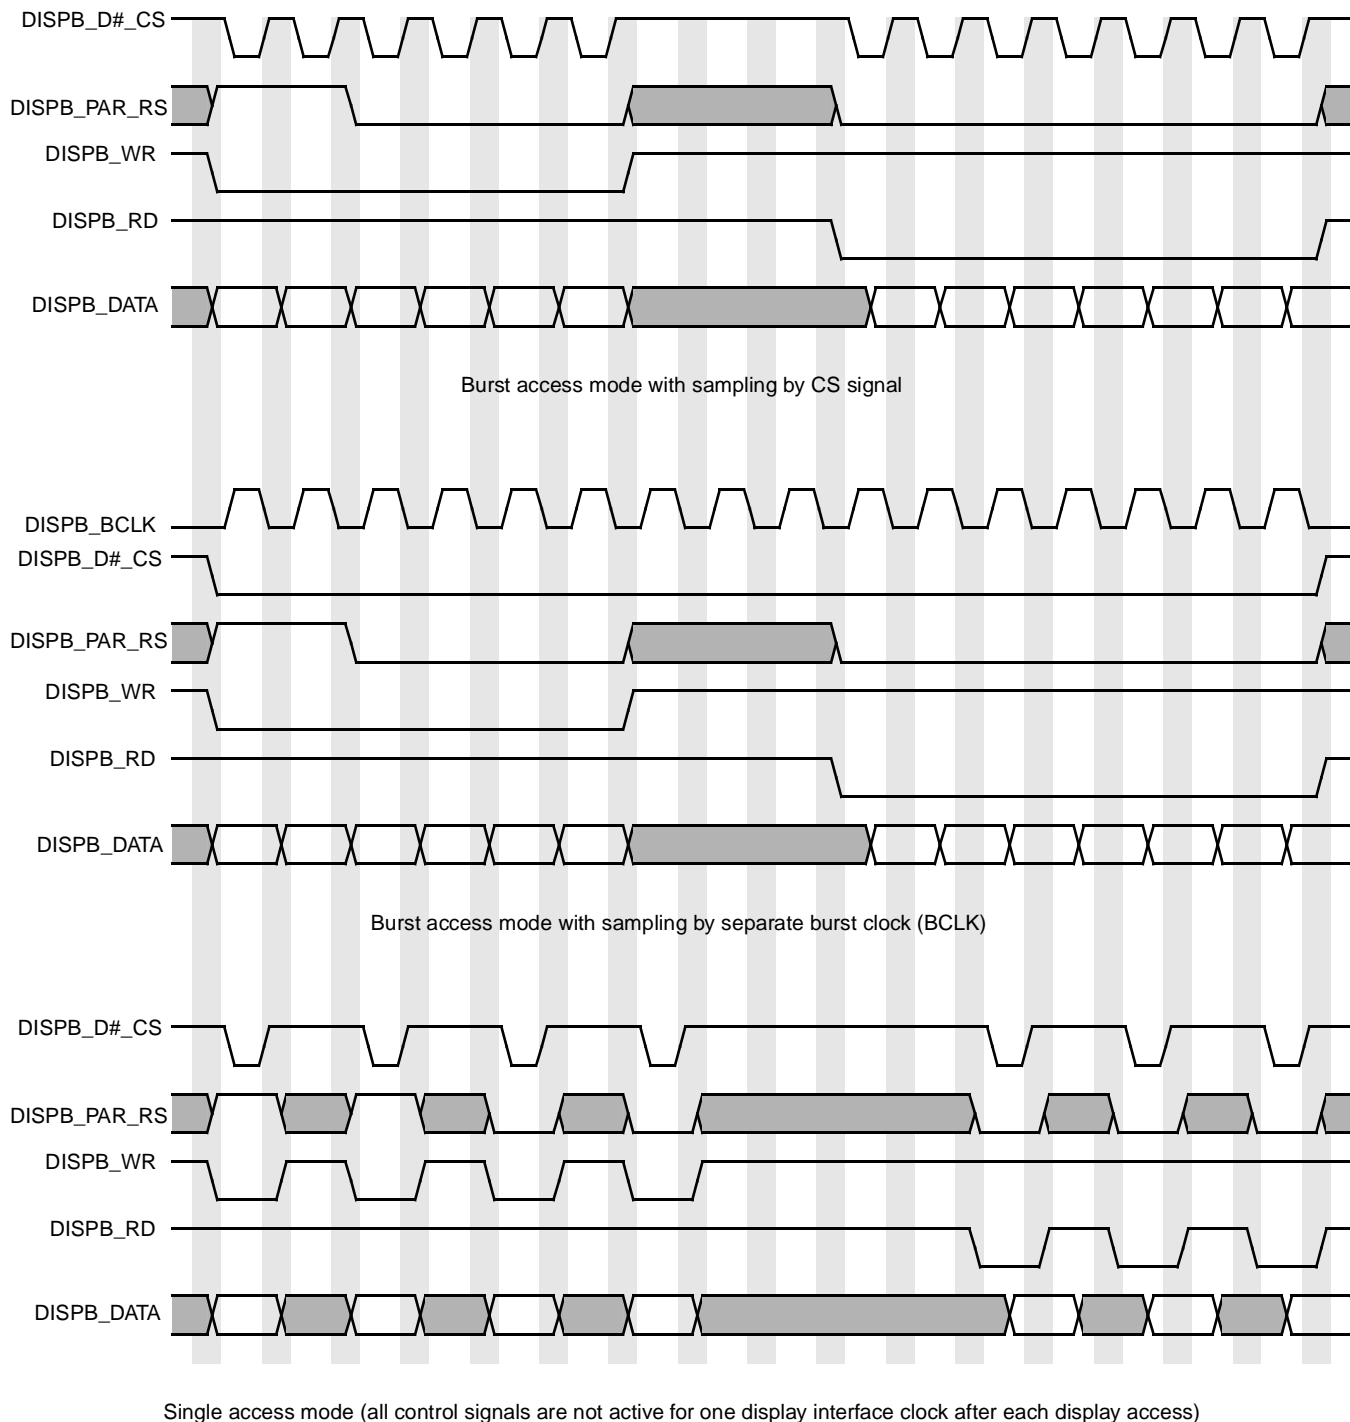 DISPB_D#_CS
DISPB_PAR_RS
DISPB_WR
DISPB_RD
DISPB_DATA
Burst access mode with sampling by CS signal
DISPB_BCLK
DISPB_D#_CS
DISPB_PAR_RS
DISPB_WR
DISPB_RD
DISPB_DATA
Burst access mode with sampling by separate burst clock (BCLK)
DISPB_D#_CS
DISPB_PAR_RS
DISPB_WR
DISPB_RD
DISPB_DATA
Single access mode (all control signals are not active for one display interface clock after each display access)